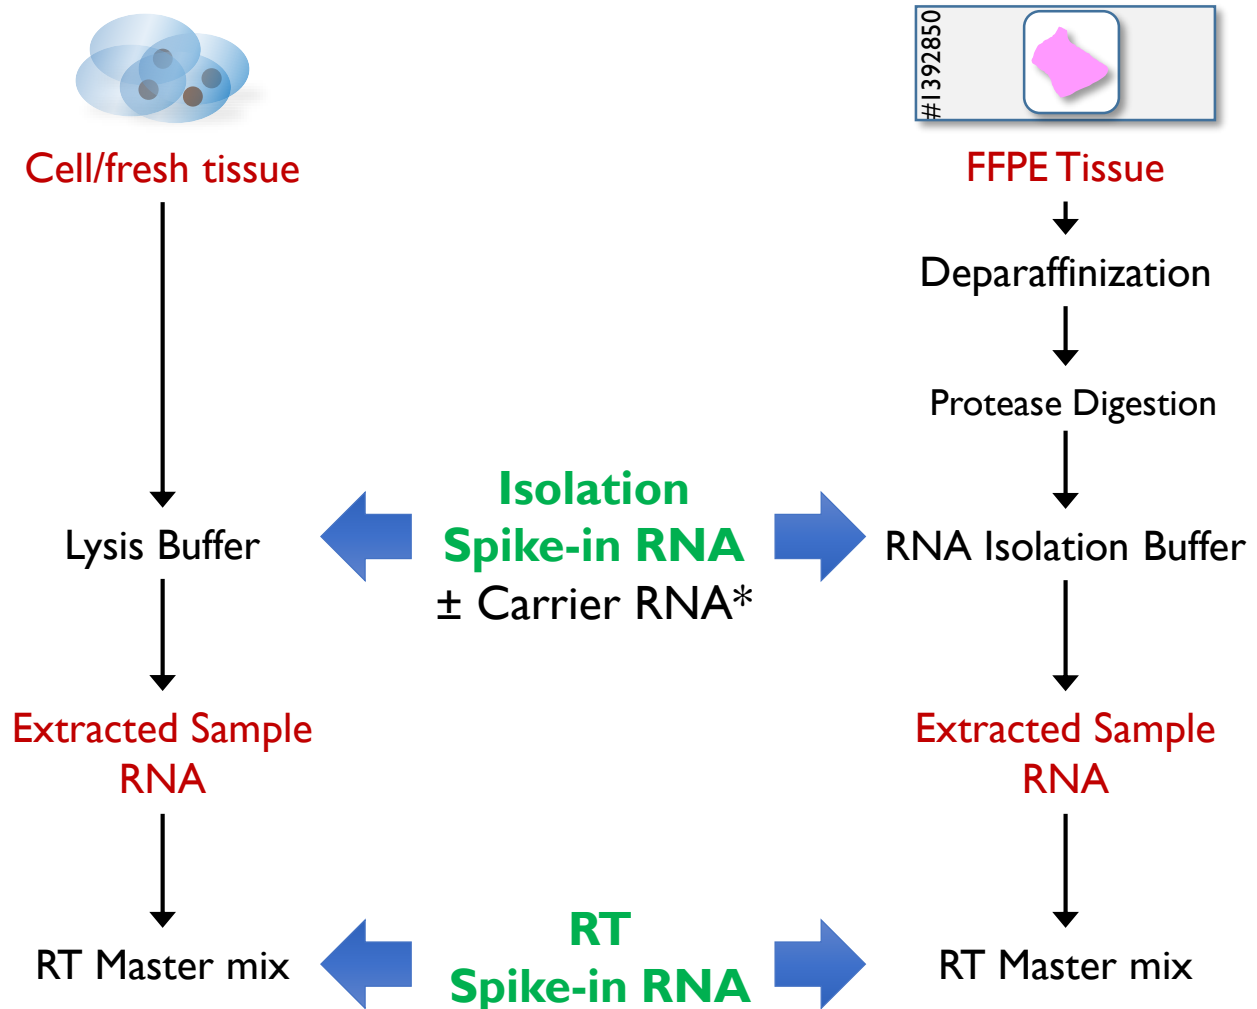 #1392850
Cell/fresh tissue
FFPE Tissue
Deparaffinization
Protease Digestion
Isolation
Spike-in RNA
± Carrier RNA*
Lysis Buffer
RNA Isolation Buffer
Extracted Sample
RNA
Extracted Sample
RNA
RT
Spike-in RNA
RT Master mix
RT Master mix